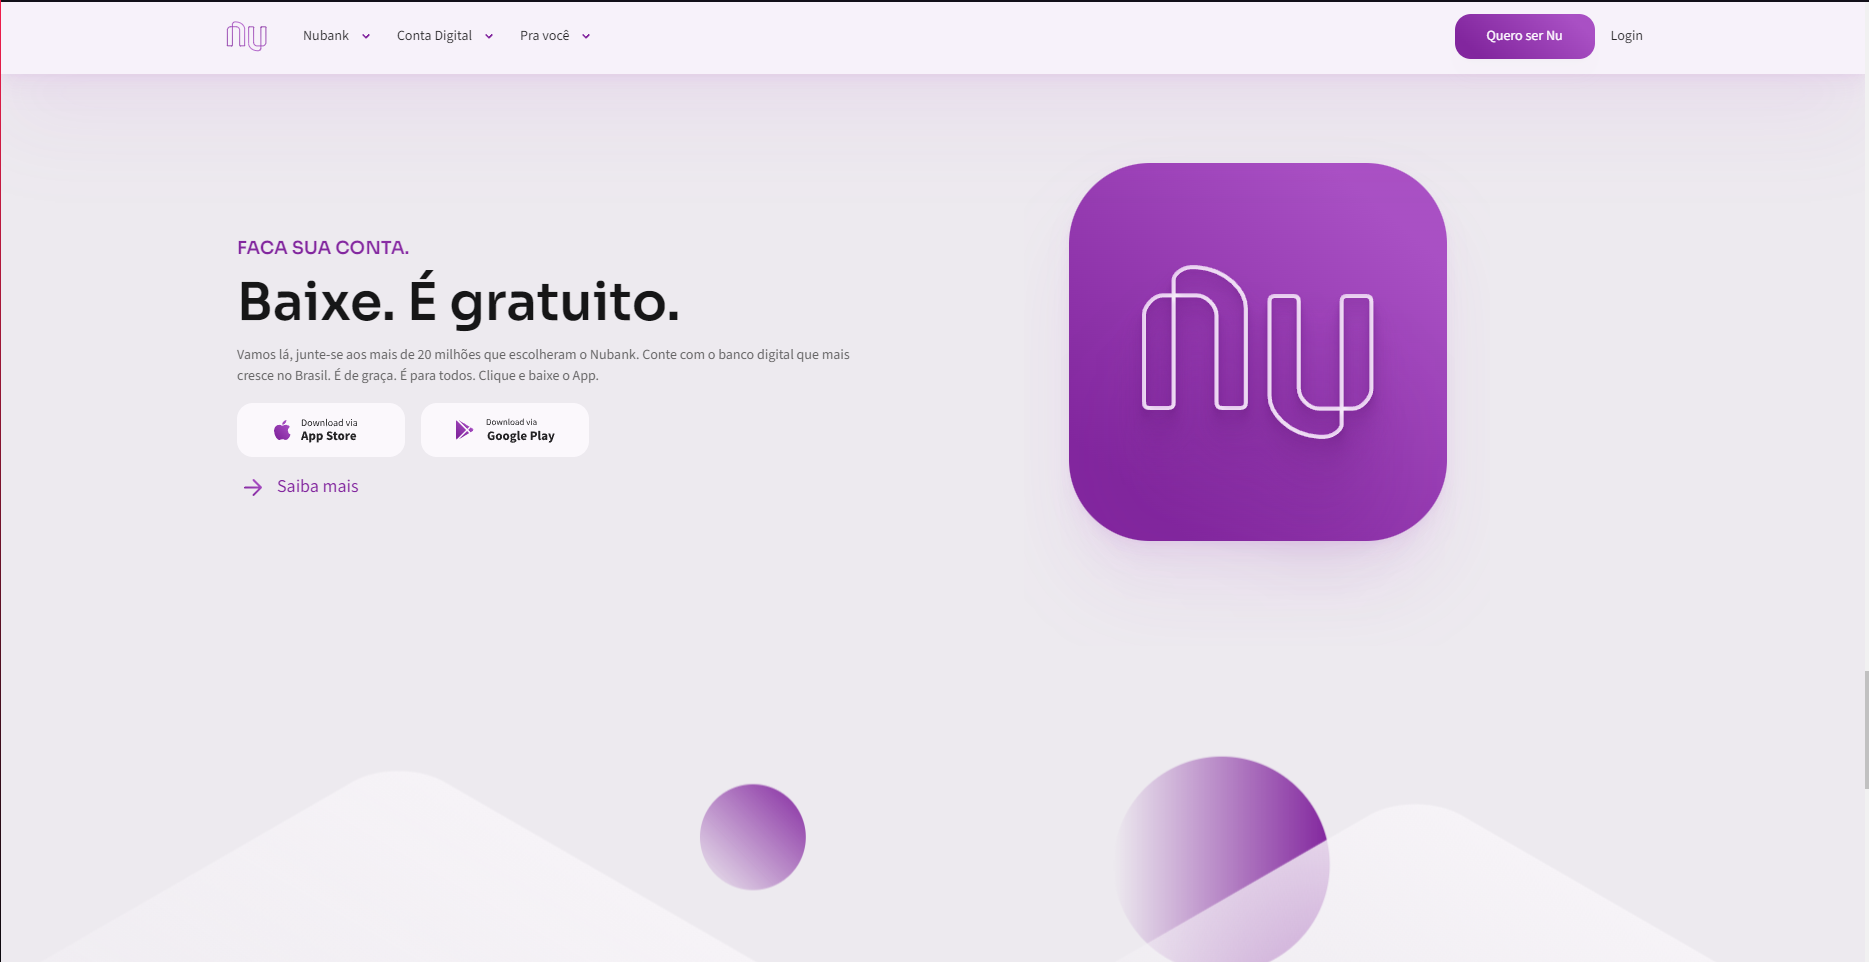 nu
Nubank
Conta Digital
Pra você
Quero ser Nu
Login
FACA SUA CONTA.
Baixe. É gratuito.
Vamos lá, junte-se aos mais de 20 milhões que escolheram o Nubank. Conte com o banco digital que mais
cresce no Brasil. É de graça. É para todos. Clique e baixe o App.
Download via
App Store
Download via
Google Play
Saiba mais
nu